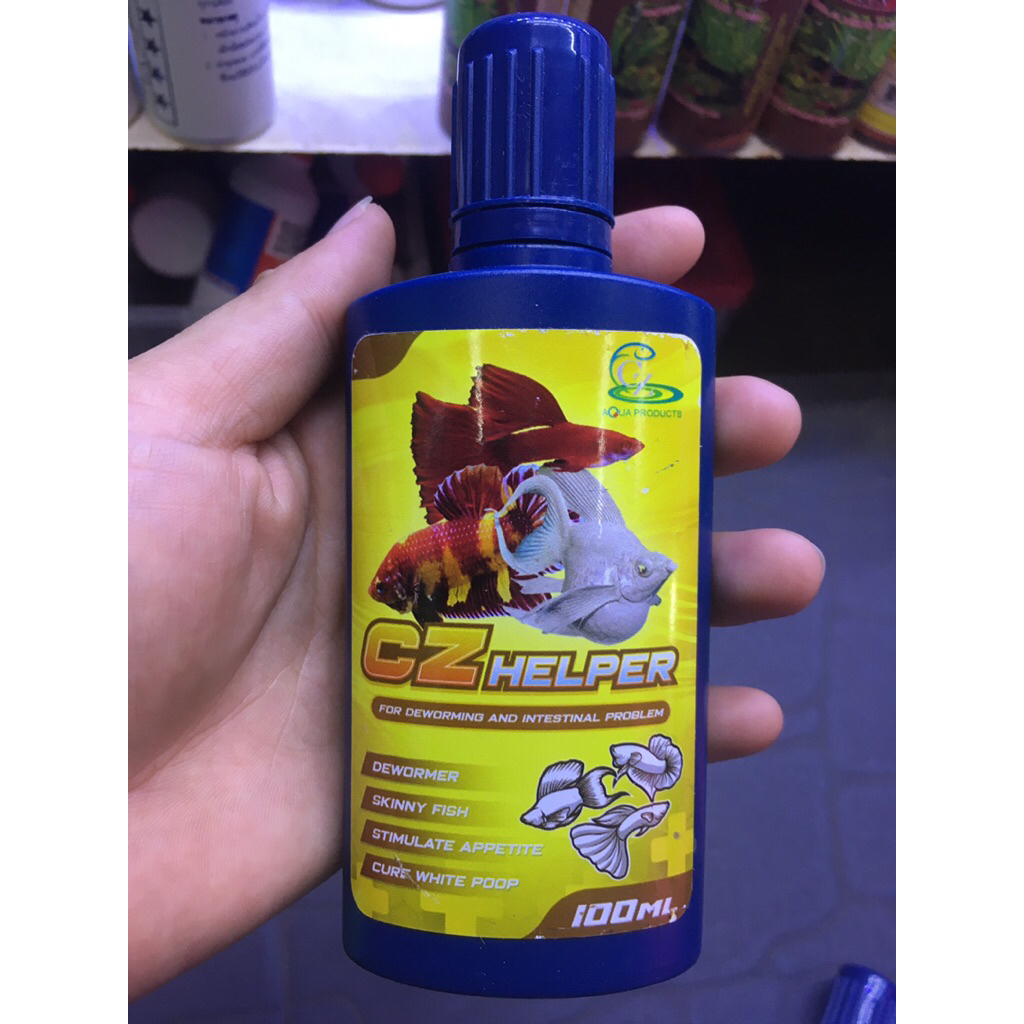 AQUA PRODUCTS
CZ HELPER
FOR DEWORMING AND INTESTINAL PROBLEM
DEWORMER
SKINNY FISH
STIMULATE APPETITE
CURE WHITE POOP
100ML